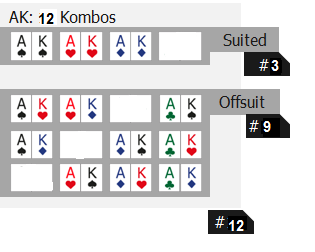 AK: 12 Kombos
A♠ K♠ A♥ K♥ A♦ K♦ Suited
#3
A♠ K♥ A♥ K♦ A♣ K♠ Offsuit
#9
A♠ K♦ A♦ K♠ A♣ K♥
A♥ K♠ A♦ K♥ A♣ K♦
#12